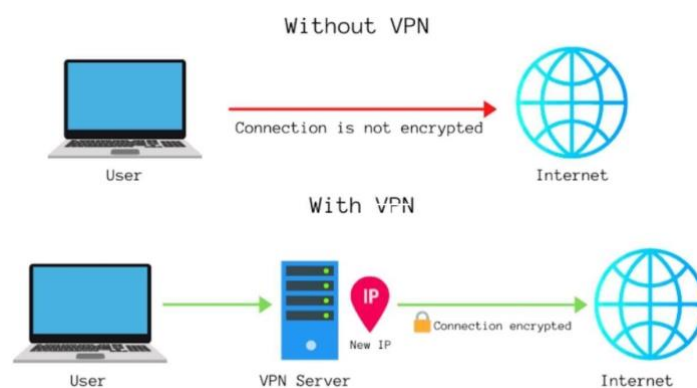 Without VPN
Connection is not encrypted
User
Internet
With VPN
IP
New IP
Connection encrypted
User
VPN Server
Internet